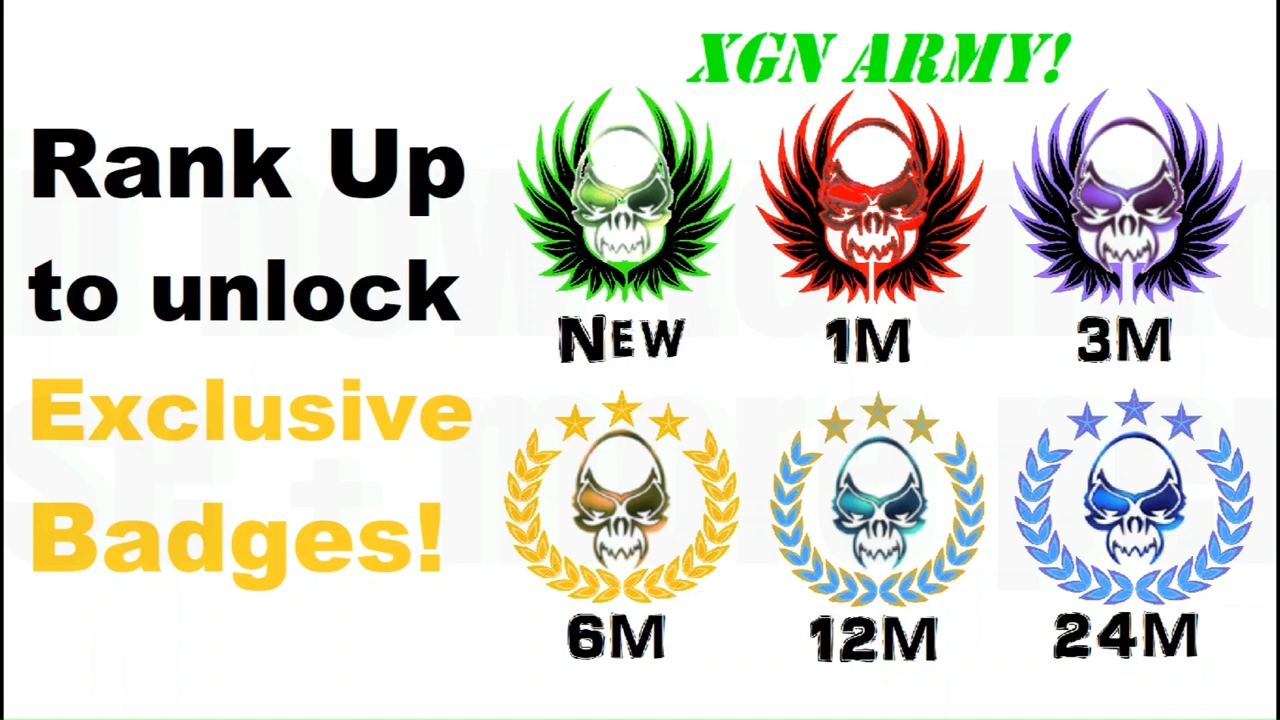 XGN ARMY!
Rank Up
to unlock
Exclusive
Badges!
NEW
1M
3M
6M
12M
24M